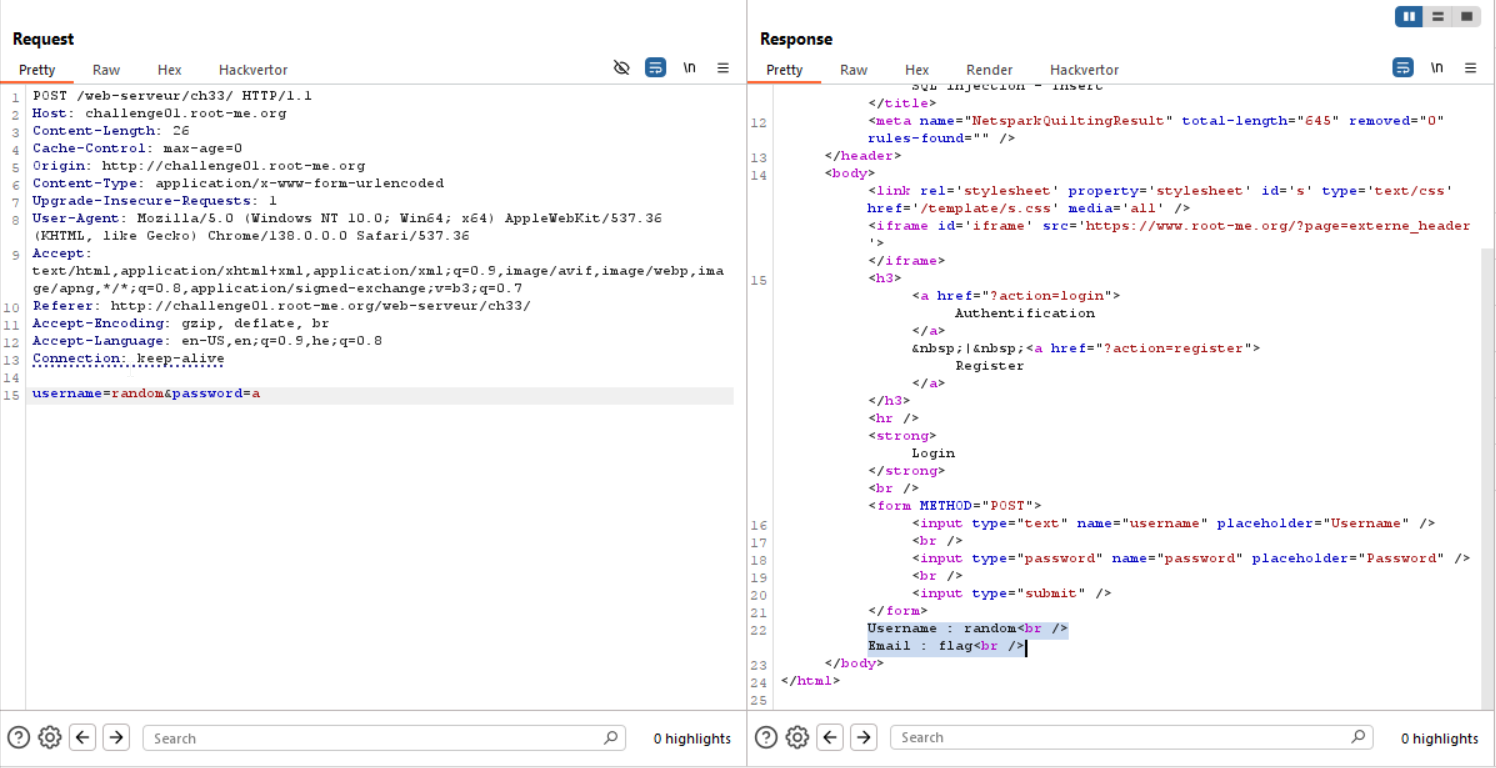 Request
Pretty Raw Hex Hackvertor \n
1 POST /web-serveur/ch33/ HTTP/1.1
2 Host: challenge01.root-me.org
3 Content-Length: 26
4 Cache-Control: max-age=0
5 Origin: http://challenge01.root-me.org
6 Content-Type: application/x-www-form-urlencoded
7 Upgrade-Insecure-Requests: 1
8 User-Agent: Mozilla/5.0 (Windows NT 10.0; Win64; x64) AppleWebKit/537.36
(KHTML, like Gecko) Chrome/138.0.0.0 Safari/537.36
9 Accept:
text/html,application/xhtml+xml,application/xml;q=0.9,image/avif,image/webp,ima
ge/apng,*/*;q=0.8,application/signed-exchange;v=b3;q=0.7
10 Referer: http://challenge01.root-me.org/web-serveur/ch33/
11 Accept-Encoding: gzip, deflate, br
12 Accept-Language: en-US,en;q=0.9,he;q=0.8
13 Connection: keep-alive
14
15 username=random&password=a
Search
0 highlights
Response
Pretty Raw Hex Render Hackvertor \n
SQL injection - insert
</title>
12 <meta name="NetsparkQuiltingResult" total-length="645" removed="0"
rules-found="" />
13 </header>
14 <body>
<link rel='stylesheet' property='stylesheet' id='s' type='text/css'
href='/template/s.css' media='all' />
<iframe id='iframe' src='https://www.root-me.org/?page=externe_header
'>
</iframe>
15 <h3>
<a href="?action=login">
Authentification
</a>
&nbsp;|&nbsp;<a href="?action=register">
Register
</a>
</h3>
<hr />
<strong>
Login
</strong>
<br />
<form METHOD="POST">
16 <input type="text" name="username" placeholder="Username" />
17 <br />
18 <input type="password" name="password" placeholder="Password" />
19 <br />
20 <input type="submit" />
21 </form>
22 Username : random<br />
Email : flag<br />
23 </body>
24 </html>
25
Search
0 highlights